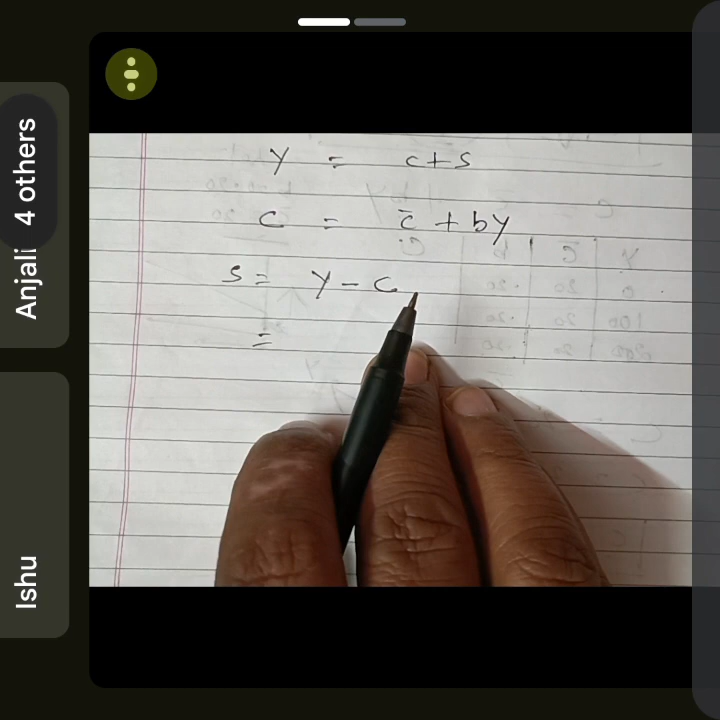 Y = C + S
C = C̄ + bY
S = Y - C
=
4 others
Anjali
Ishu